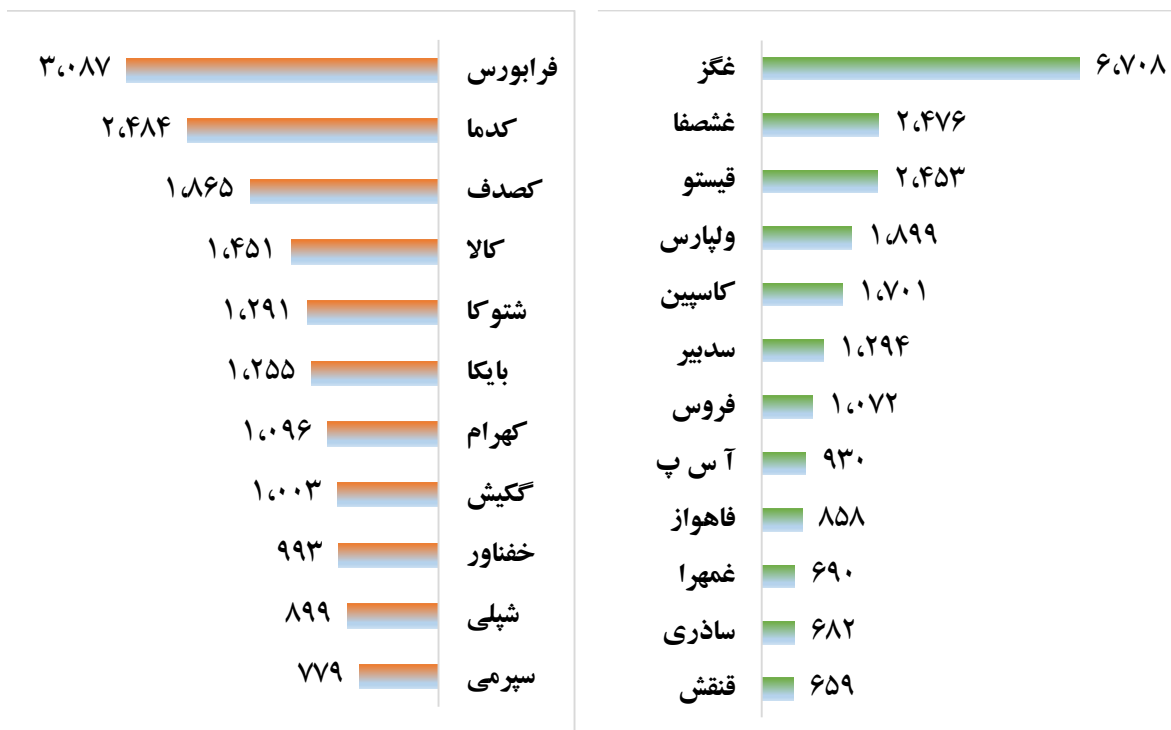 غگز ۶،۷۰۸
غشصفا ۲،۴۷۶
قیستو ۲،۴۵۳
ولپارس ۱،۸۹۹
کاسپین ۱،۷۰۱
سدبیر ۱،۲۹۴
فروس ۱،۰۷۲
آ س پ ۹۳۰
فاهواز ۸۵۸
غمهرا ۶۹۰
ساذری ۶۸۲
قنقش ۶۵۹
فرابورس ۳،۰۸۷
کدما ۲،۴۸۴
کصدف ۱،۸۶۵
کالا ۱،۴۵۱
شتوکا ۱،۲۹۱
بایکا ۱،۲۵۵
کهرام ۱،۰۹۶
گکیش ۱،۰۰۳
خفناور ۹۹۳
شپلی ۸۹۹
سپرمی ۷۷۹